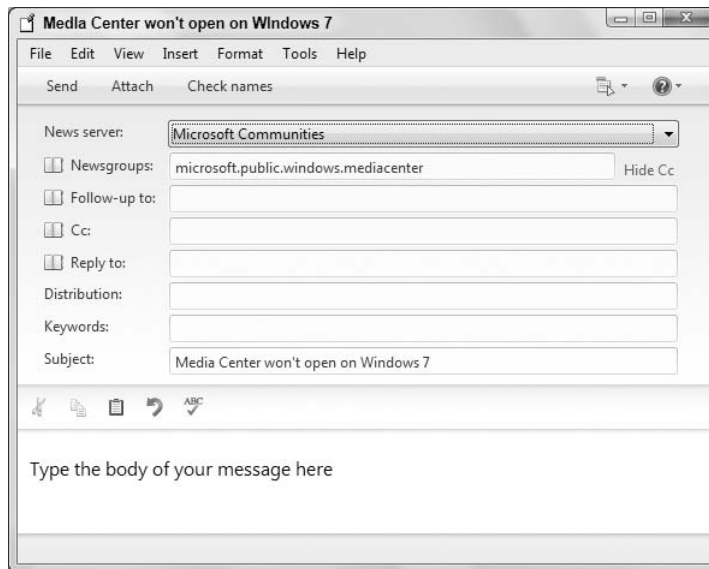 Media Center won't open on WIndows 7
File Edit View Insert Format Tools Help
Send Attach Check names
News server: Microsoft Communities
Newsgroups: microsoft.public.windows.mediacenter Hide Cc
Follow-up to:
Cc:
Reply to:
Distribution:
Keywords:
Subject: Media Center won't open on Windows 7
ABC
Type the body of your message here